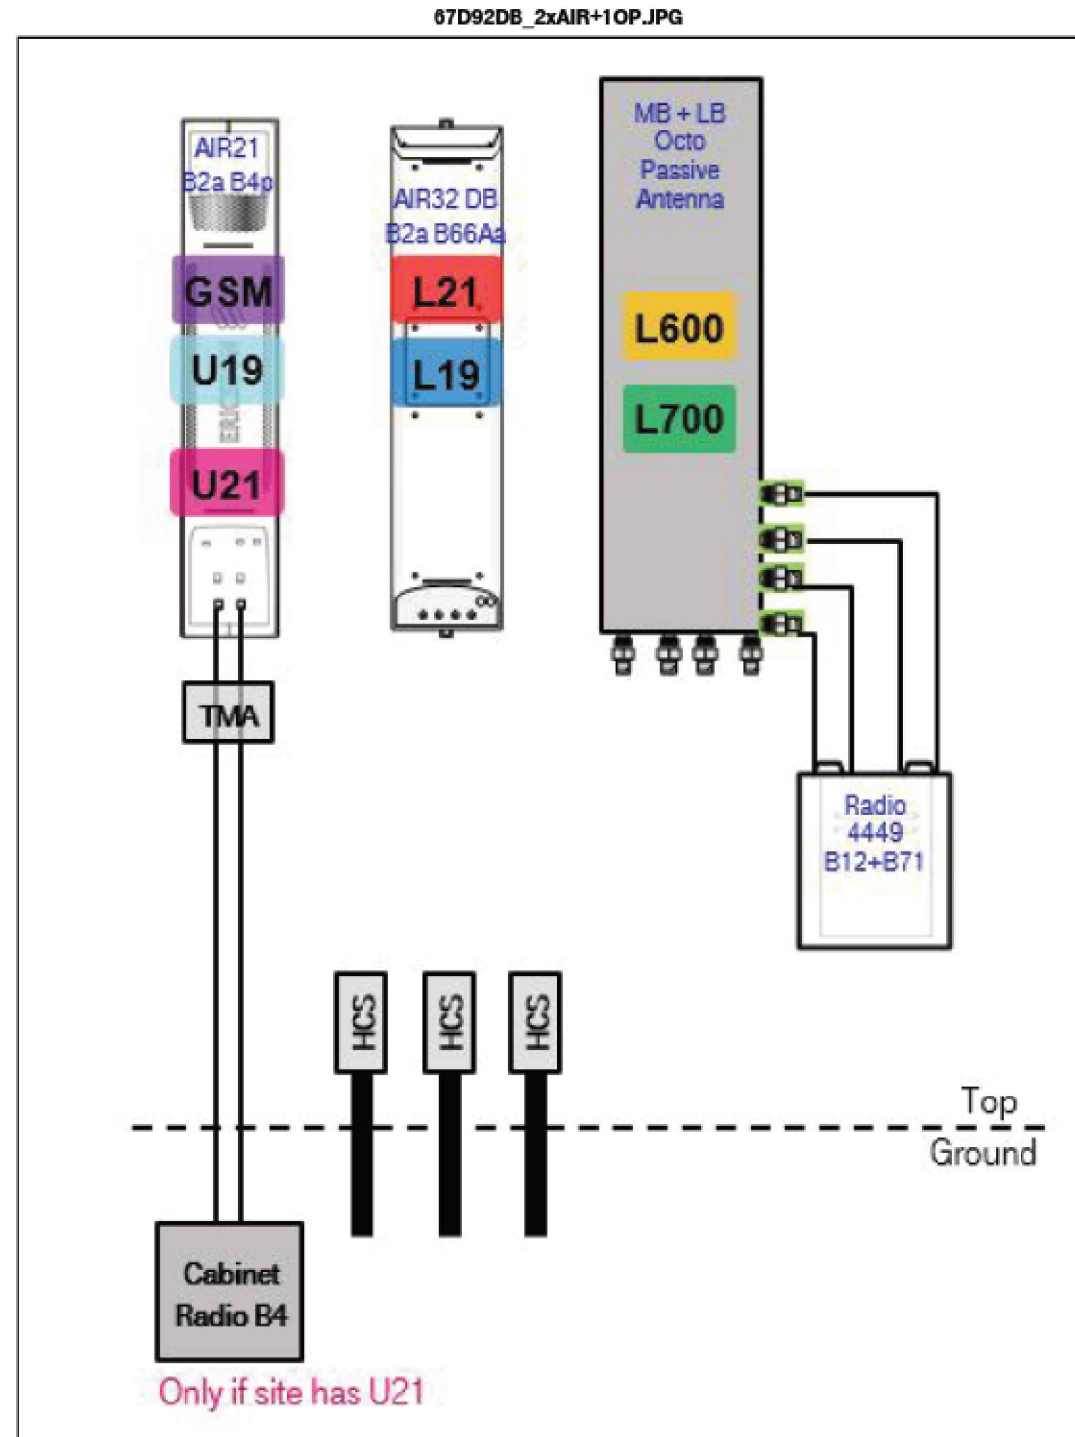 67D92DB_2xAIR+1OP.JPG
AIR21
B2a B4p
GSM
U19
U21
TMA
AIR32 DB
B2a B66Aa
L21
L19
MB + LB
Octo
Passive
Antenna
L600
L700
Radio
4449
B12+B71
HCS
HCS
HCS
Top
Ground
Cabinet
Radio B4
Only if site has U21